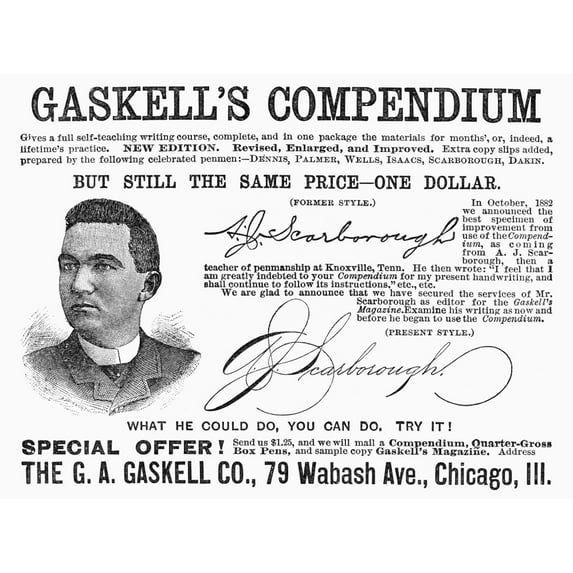 GASKELL'S COMPENDIUM
Gives a full self-teaching writing course, complete, and in one package the materials for months', or, indeed, a
lifetime's practice. NEW EDITION. Revised, Enlarged, and Improved. Extra copy slips added,
prepared by the following celebrated penmen:—DENNIS, PALMER, WELLS, ISAACS, SCARBOROUGH, DAKIN.
BUT STILL THE SAME PRICE—ONE DOLLAR.
(FORMER STYLE.)
A. J. Scarborough
In October, 1882
we announced the
best specimen of
improvement from
use of the Compend-
ium, as coming
from A. J. Scar-
borough, then a
teacher of penmanship at Knoxville, Tenn. He then wrote: "I feel that I
am greatly indebted to your Compendium for my present handwriting, and
shall continue to follow its instructions," etc., etc.
We are glad to announce that we have secured the services of Mr.
Scarborough as editor for the Gaskell's
Magazine. Examine his writing as now and
before he began to use the Compendium.
(PRESENT STYLE.)
A. J. Scarborough.
WHAT HE COULD DO, YOU CAN DO. TRY IT!
SPECIAL OFFER! Send us $1.25, and we will mail a Compendium, Quarter-Gross
Box Pens, and sample copy Gaskell's Magazine. Address
THE G. A. GASKELL CO., 79 Wabash Ave., Chicago, Ill.